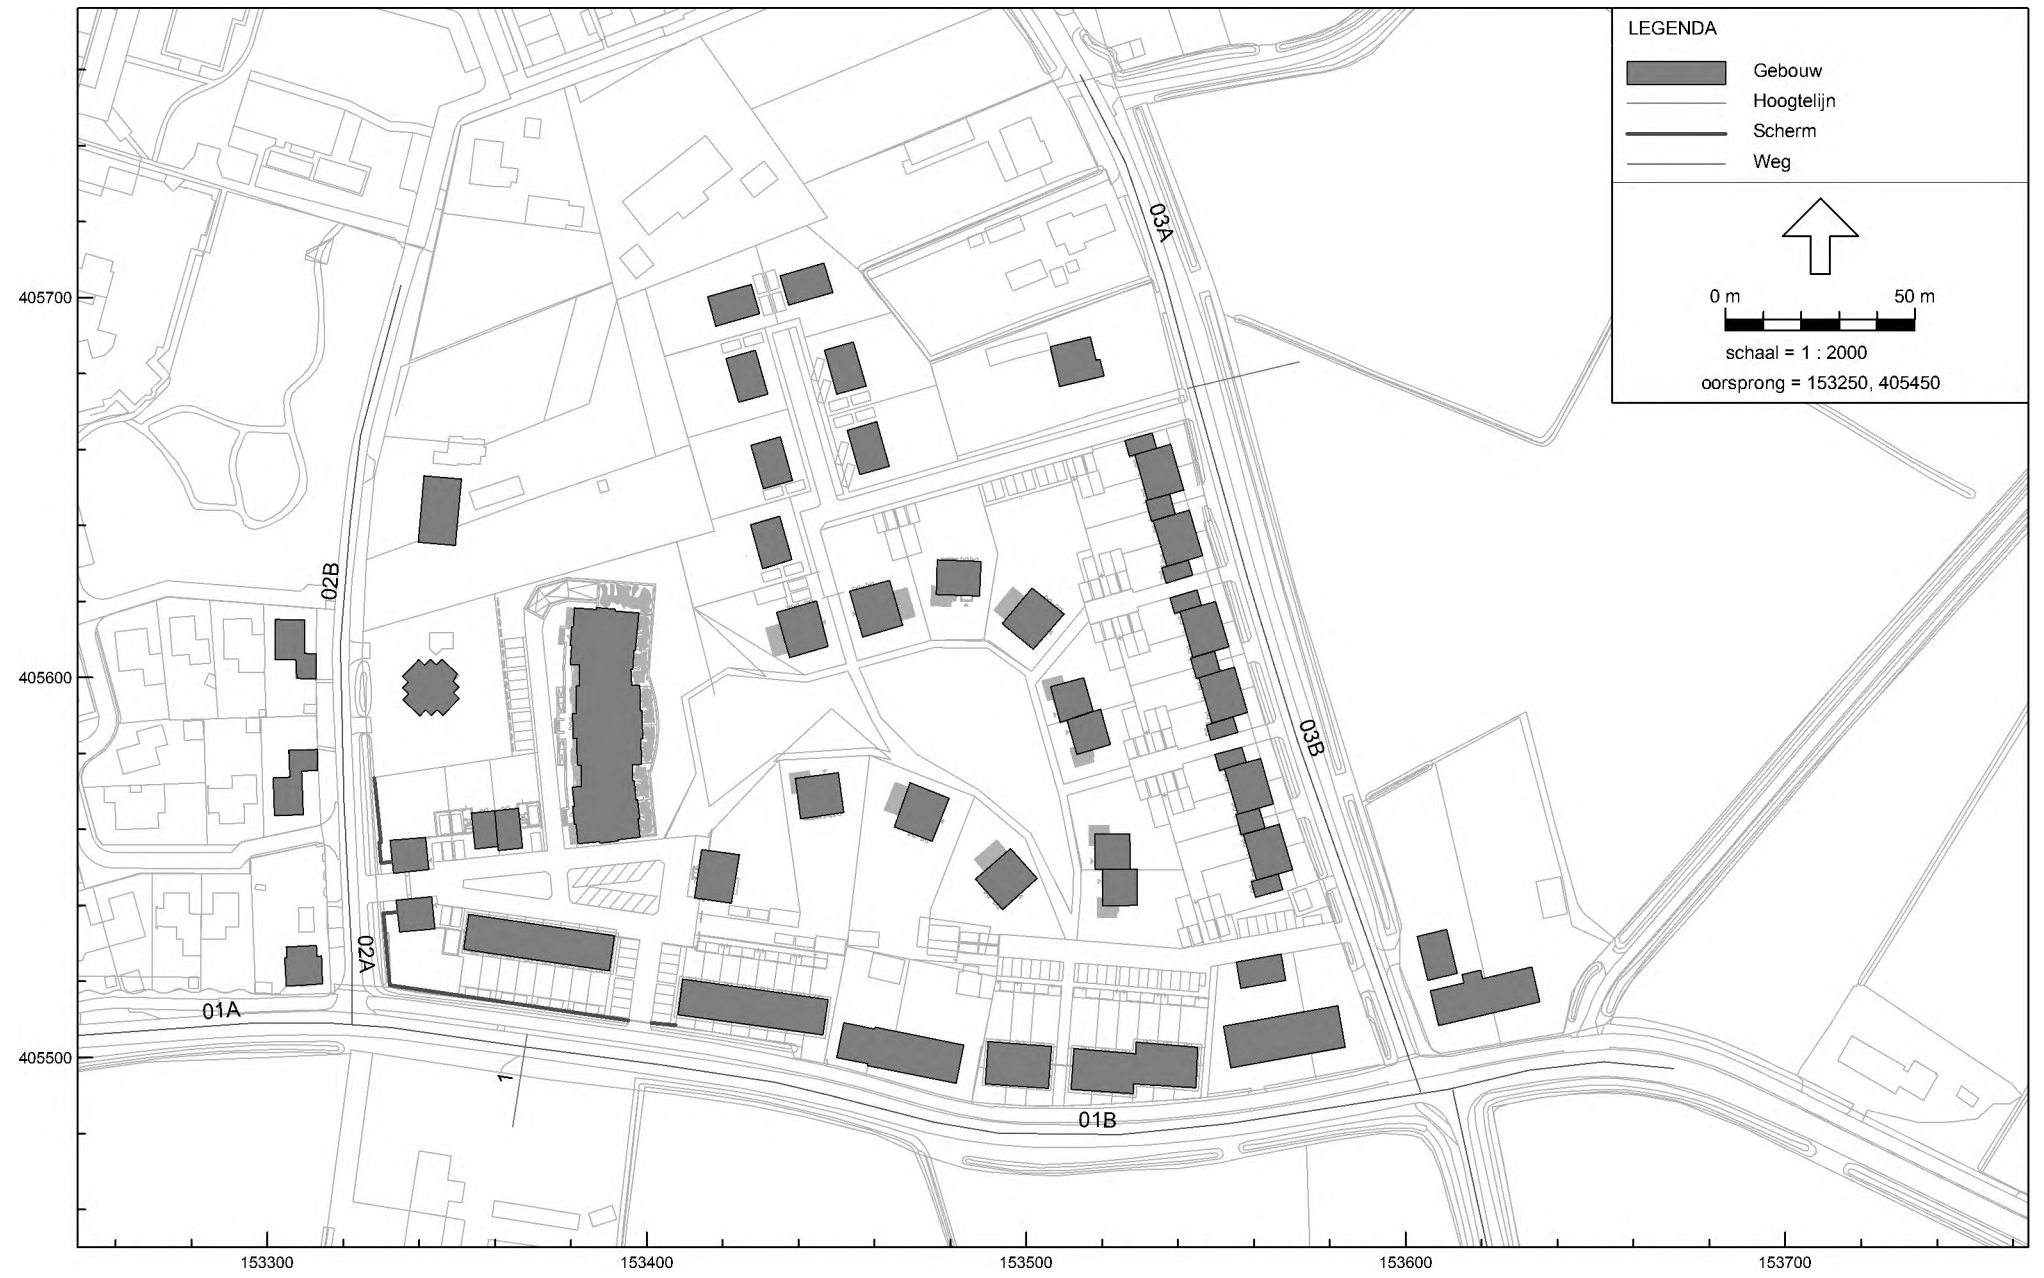 LEGENDA
Gebouw
Hoogtelijn
Scherm
Weg
0 m 50 m
schaal = 1 : 2000
oorsprong = 153250, 405450
03A
405700
02B
405600
03B
02A
01A
405500
1
01B
153300 153400 153500 153600 153700